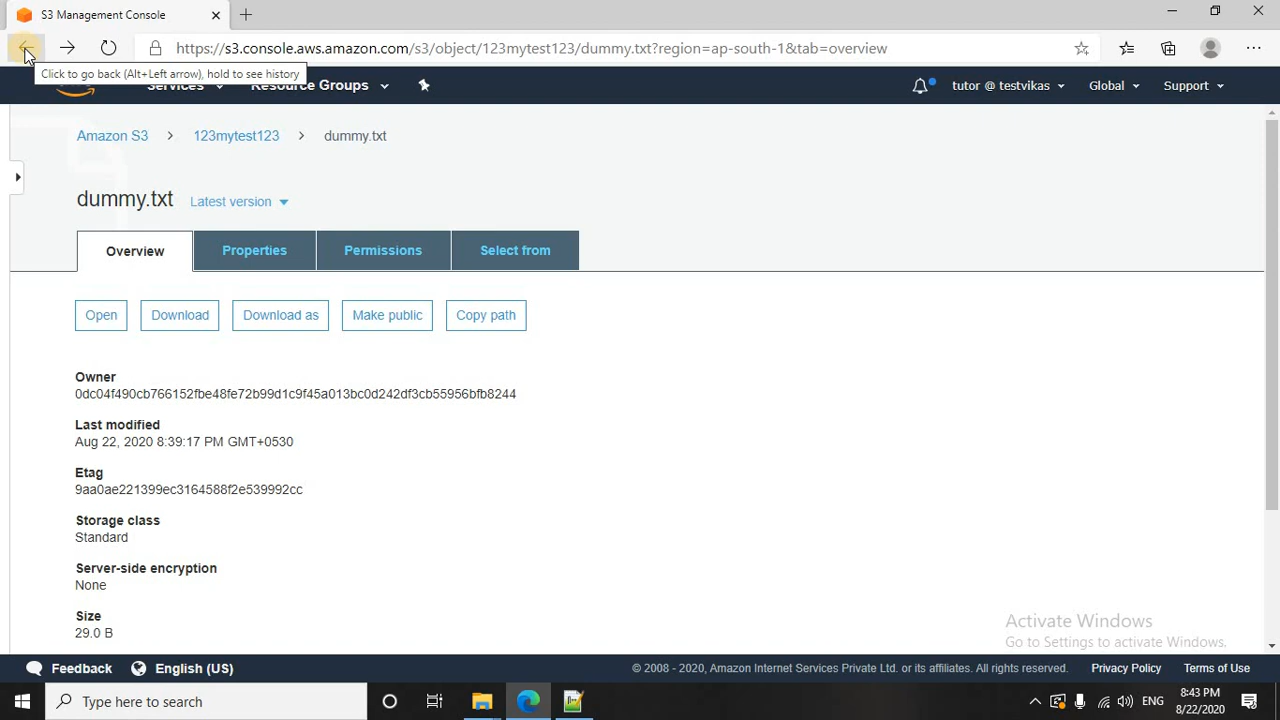 S3 Management Console
https://s3.console.aws.amazon.com/s3/object/123mytest123/dummy.txt?region=ap-south-1&tab=overview
Click to go back (Alt+Left arrow), hold to see history
Services
Resource Groups
tutor @ testvikas
Global
Support
Amazon S3
123mytest123
dummy.txt
dummy.txt
Latest version
Overview
Properties
Permissions
Select from
Open
Download
Download as
Make public
Copy path
Owner
0dc04f490cb766152fbe48fe72b99d1c9f45a013bc0d242df3cb55956bfb8244
Last modified
Aug 22, 2020 8:39:17 PM GMT+0530
Etag
9aa0ae221399ec3164588f2e539992cc
Storage class
Standard
Server-side encryption
None
Size
29.0 B
Activate Windows
Go to Settings to activate Windows.
Feedback
English (US)
© 2008 - 2020, Amazon Internet Services Private Ltd. or its affiliates. All rights reserved.
Privacy Policy
Terms of Use
Type here to search
ENG
8:43 PM
8/22/2020